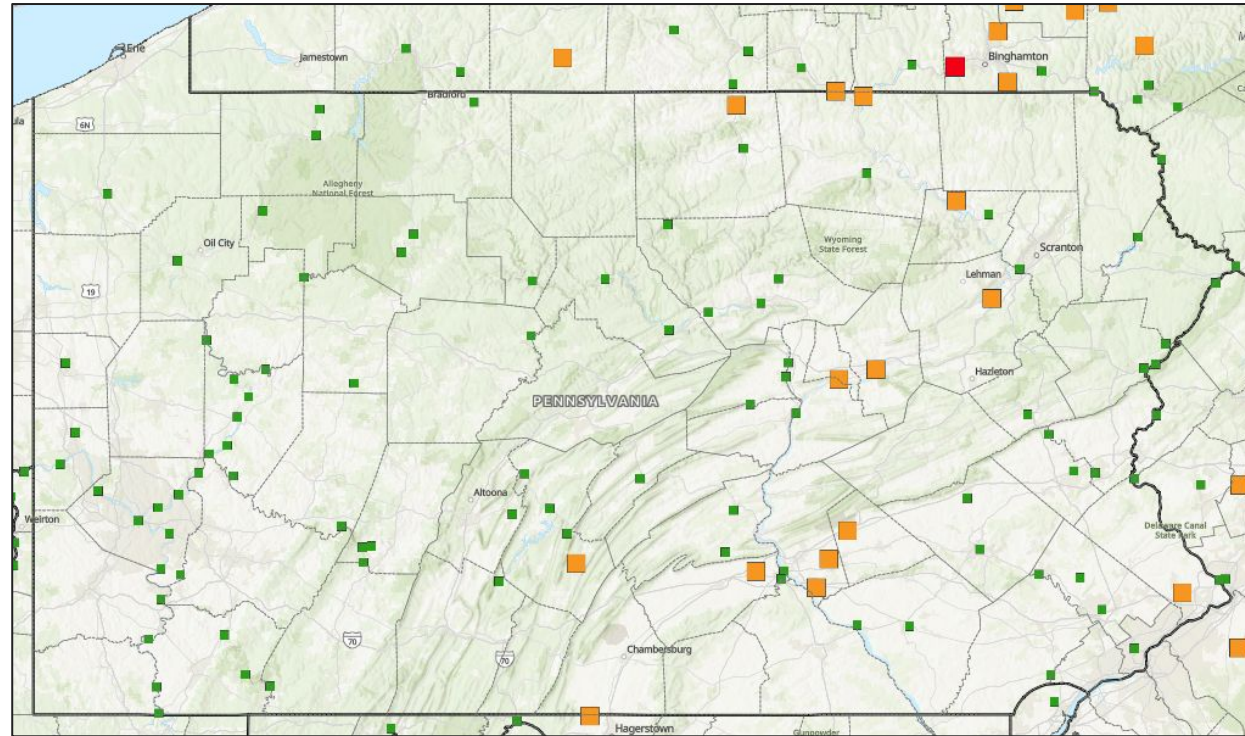 Erie
Jamestown
Binghamton
Bradford
6N
Allegheny
National Forest
Oil City
Wyoming
State Forest
Scranton
Lehman
19
Hazleton
PENNSYLVANIA
Altoona
Weirton
Delaware Canal
State Park
70
70
Chambersburg
Hagerstown
Gunpowder